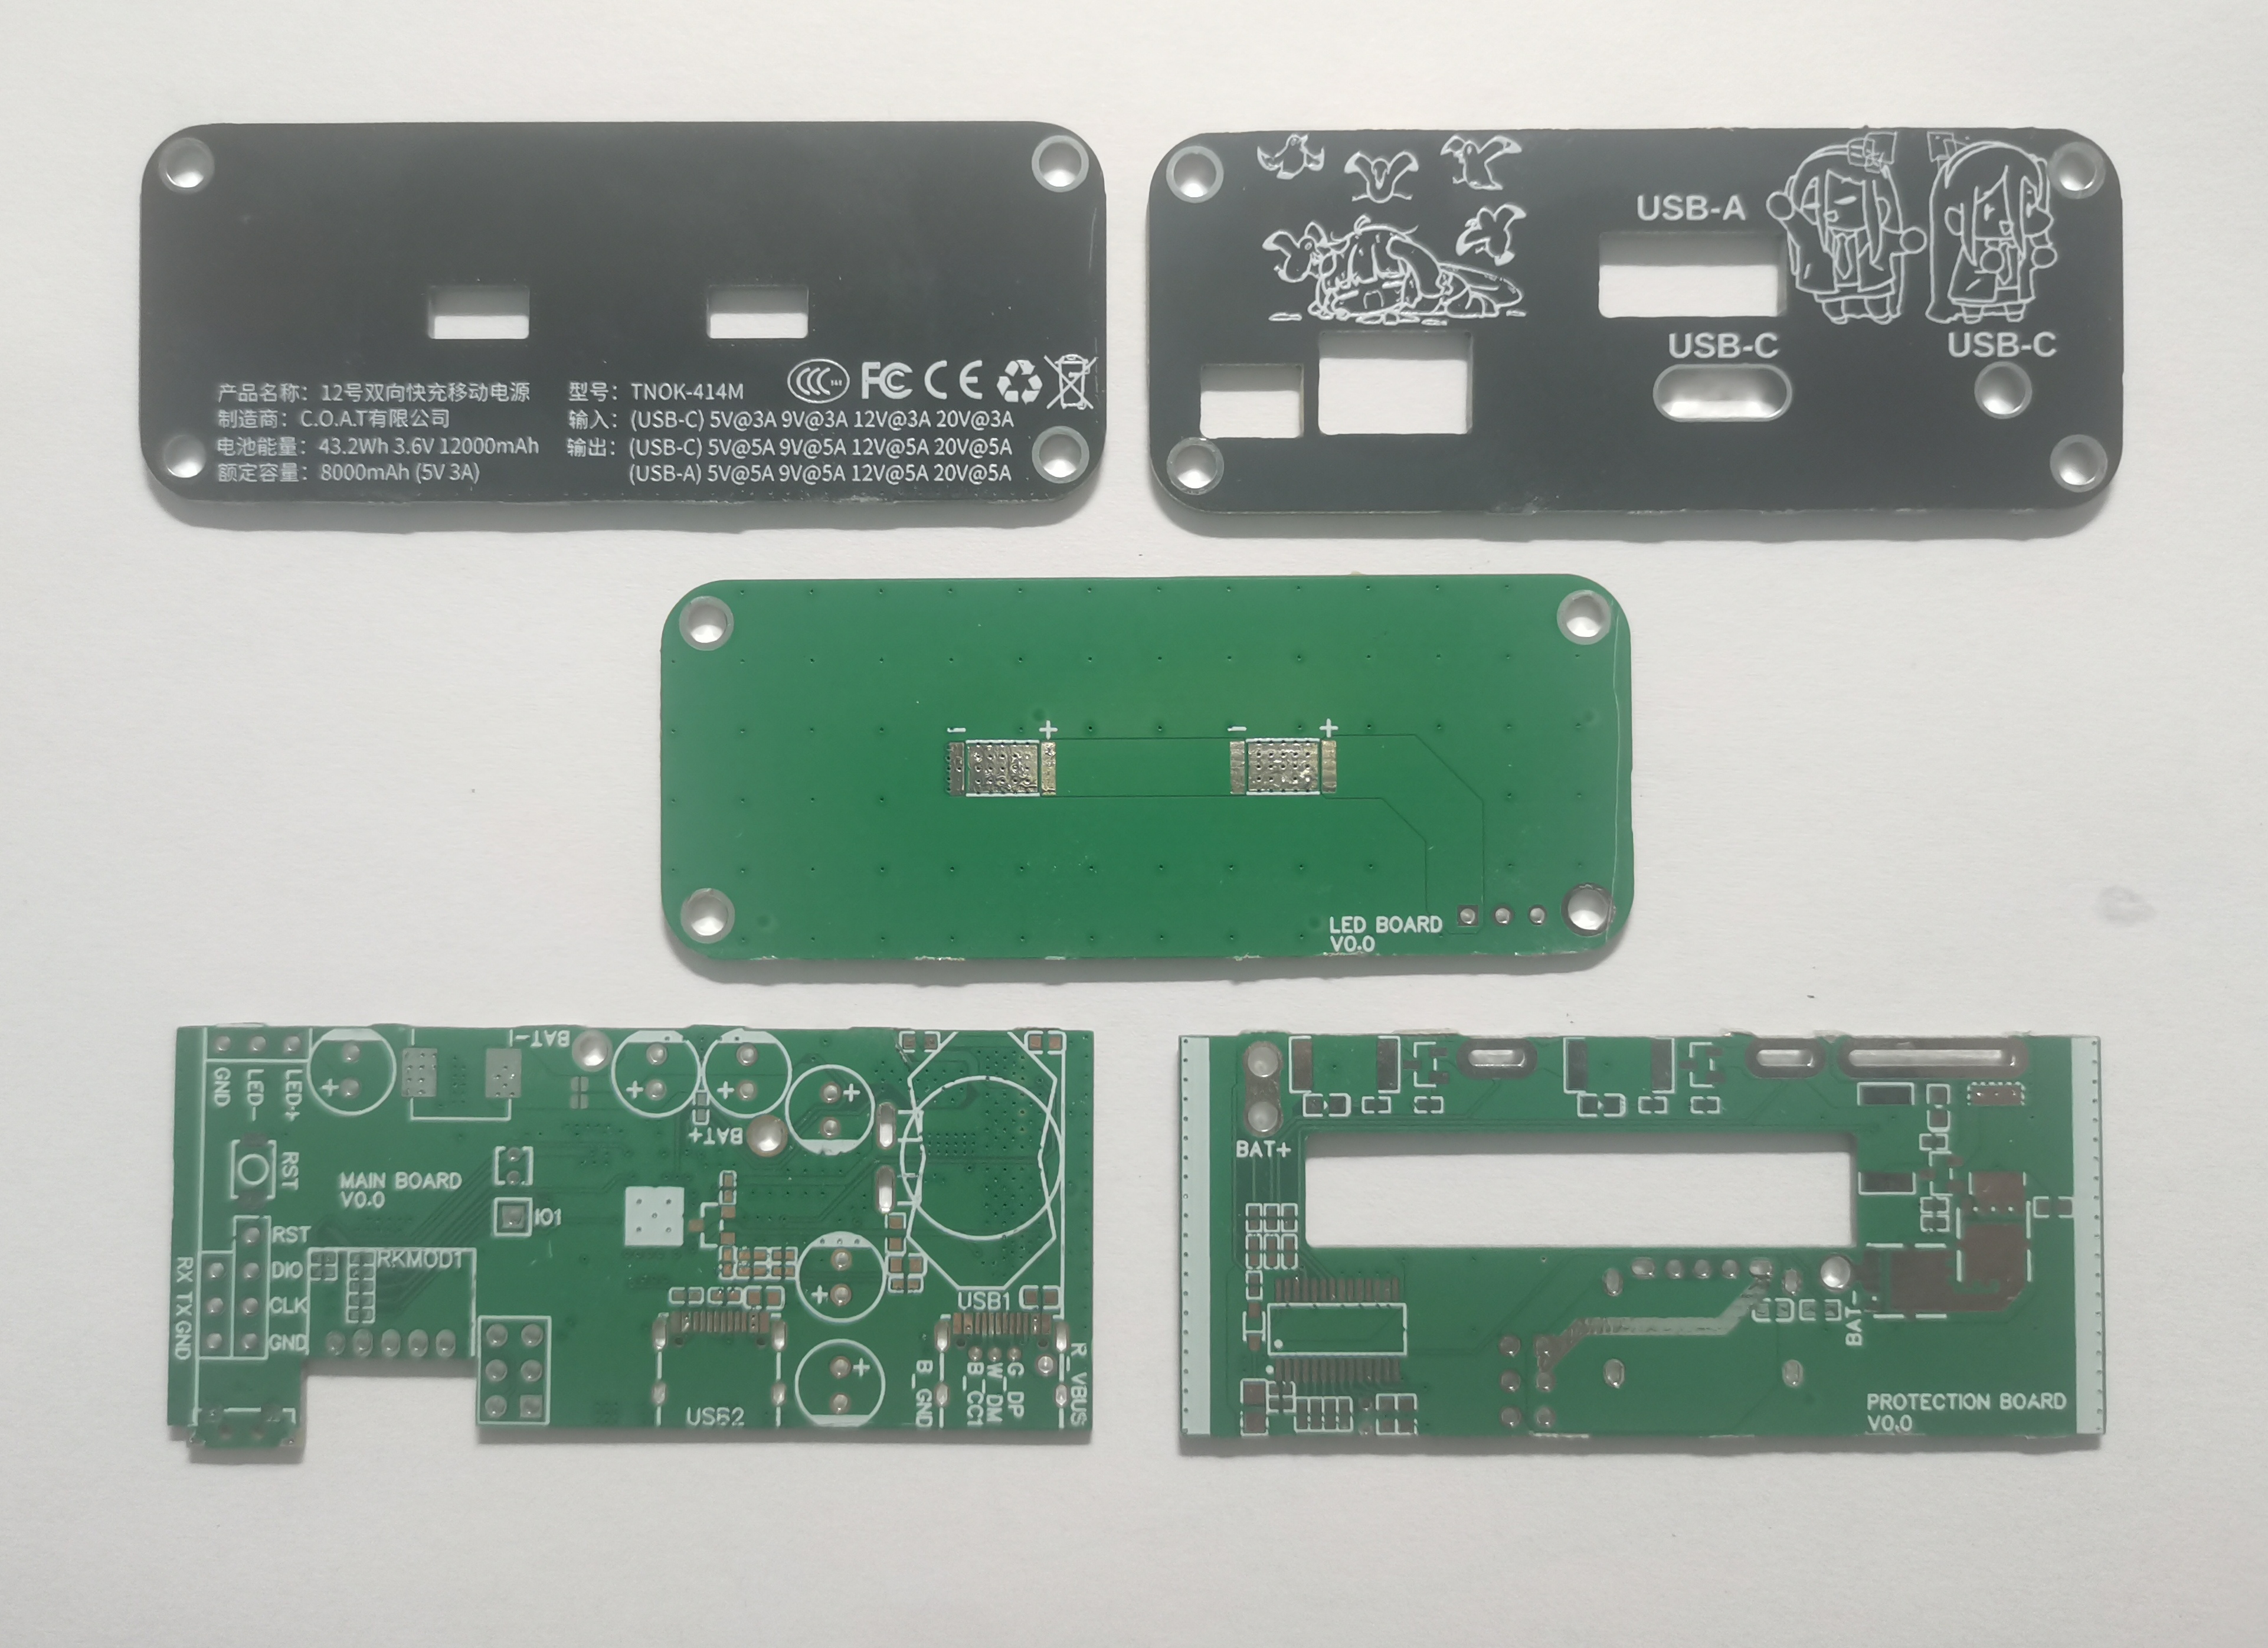 产品名称：12号双向快充移动电源
制造商：C.O.A.T有限公司
电池能量：43.2Wh 3.6V 12000mAh
额定容量：8000mAh (5V 3A)
型号：TNOK-414M
输入：(USB-C) 5V@3A 9V@3A 12V@3A 20V@3A
输出：(USB-C) 5V@5A 9V@5A 12V@5A 20V@5A
(USB-A) 5V@5A 9V@5A 12V@5A 20V@5A
CCC
FC CE
USB-A
USB-C
USB-C
- +
- +
LED BOARD
V0.0
GND
LED-
LED+
+
BAT-
+
+
+
BAT+
RST
MAIN BOARD
V0.0
IO1
RST
DIO
CLK
GND
RX
TX
GND
RKMOD1
+
+
USB2
USB1
B_GND
B_CC1
W_DM
G_DP
R_VBUS
BAT+
BAT-
PROTECTION BOARD
V0.0